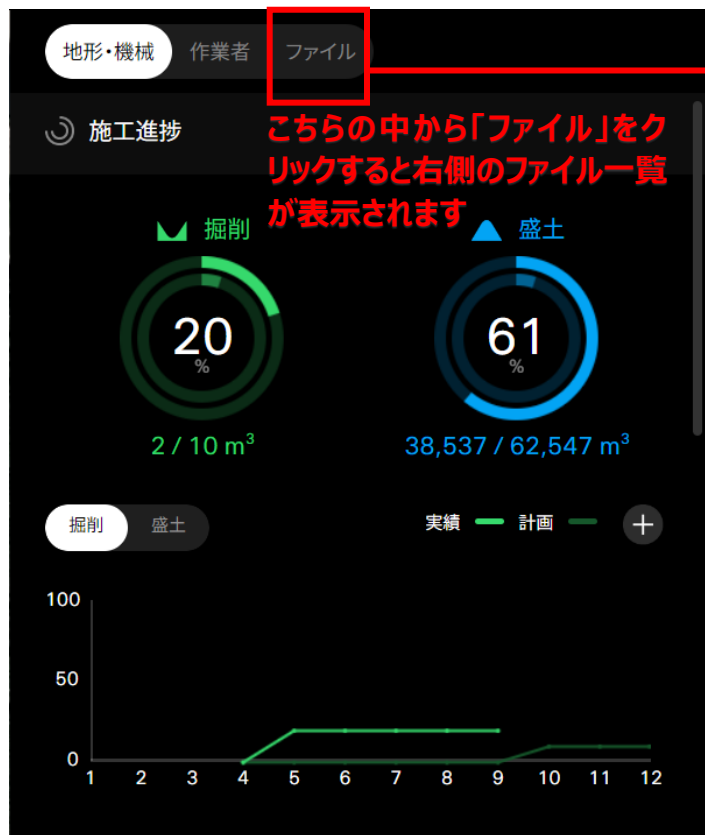 地形・機械 作業者 ファイル
施工進捗
こちらの中から「ファイル」をク
リックすると右側のファイル一覧
が表示されます
掘削 盛土
20 61
% %
2 / 10 m³ 38,537 / 62,547 m³
掘削 盛土 実績 計画 +
100
50
0
1 2 3 4 5 6 7 8 9 10 11 12